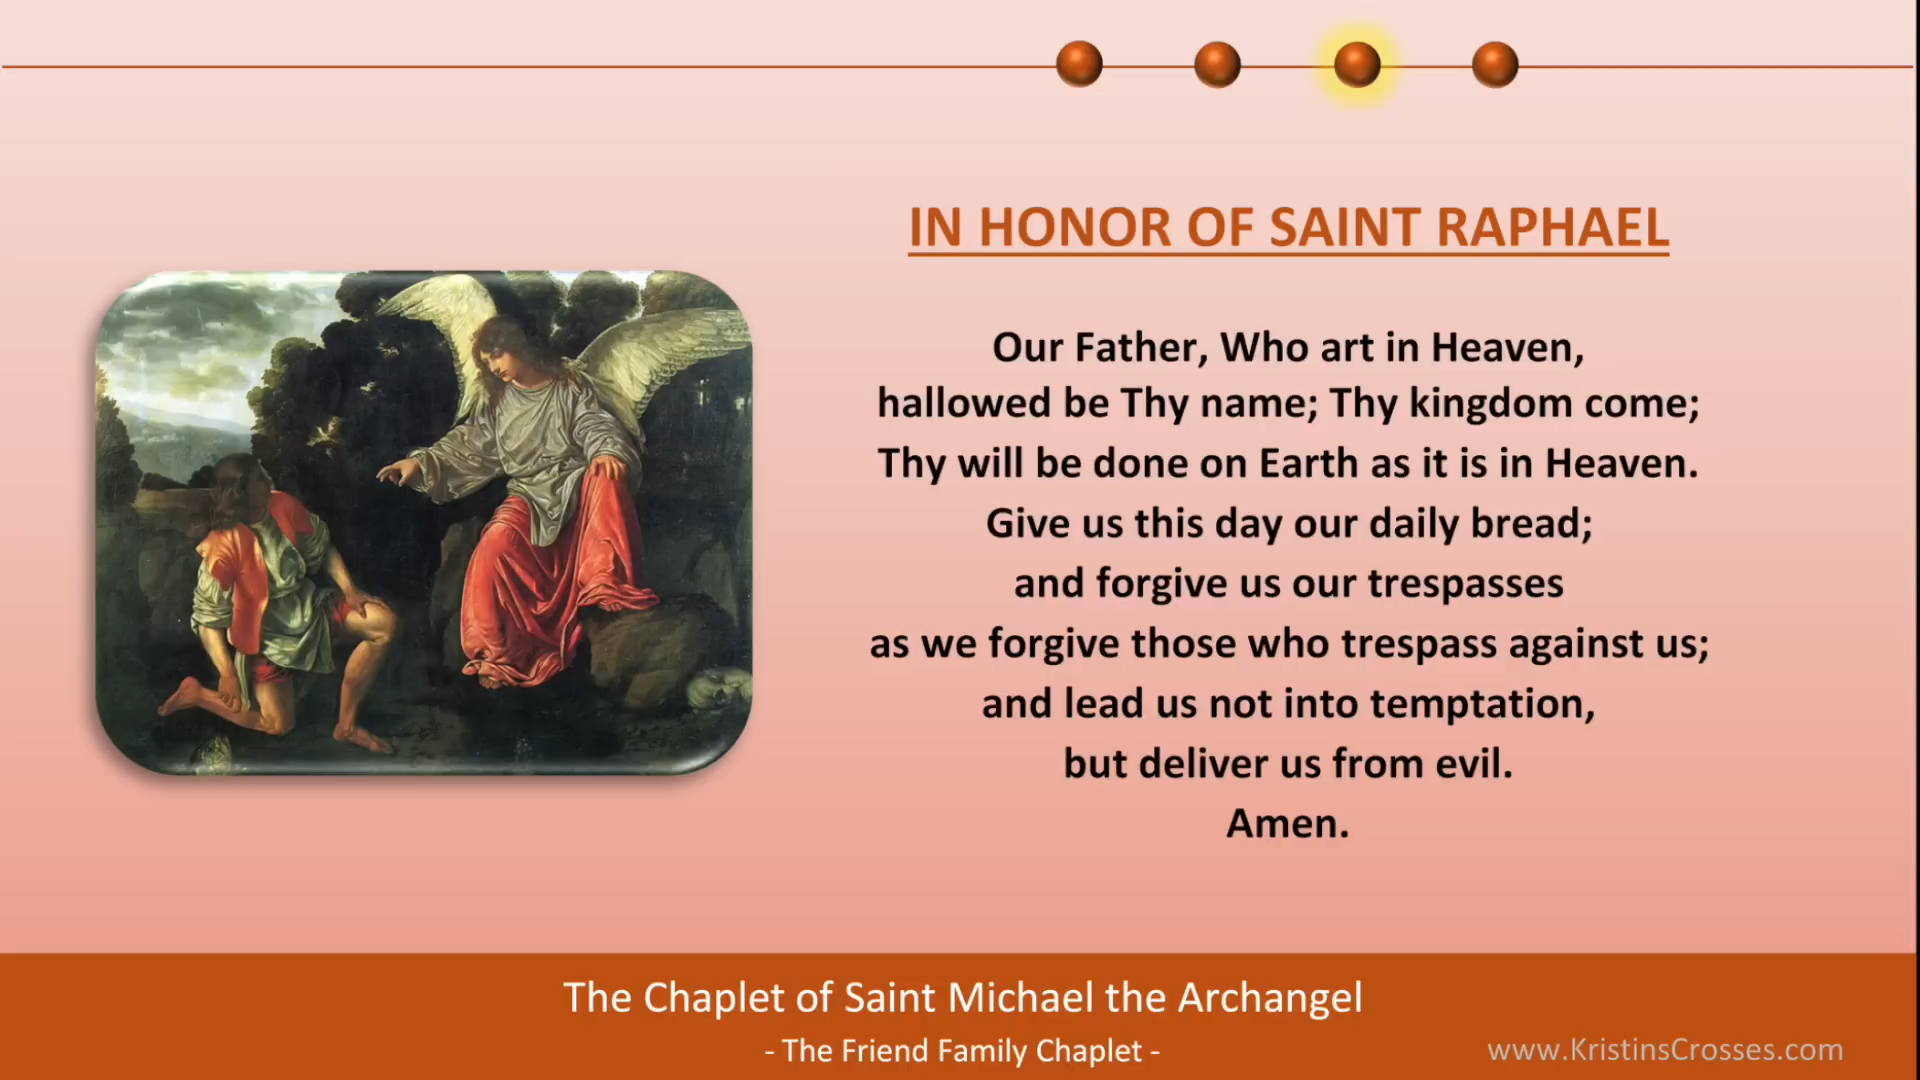 IN HONOR OF SAINT RAPHAEL
Our Father, Who art in Heaven,
hallowed be Thy name; Thy kingdom come;
Thy will be done on Earth as it is in Heaven.
Give us this day our daily bread;
and forgive us our trespasses
as we forgive those who trespass against us;
and lead us not into temptation,
but deliver us from evil.
Amen.
The Chaplet of Saint Michael the Archangel
- The Friend Family Chaplet -
www.KristinsCrosses.com